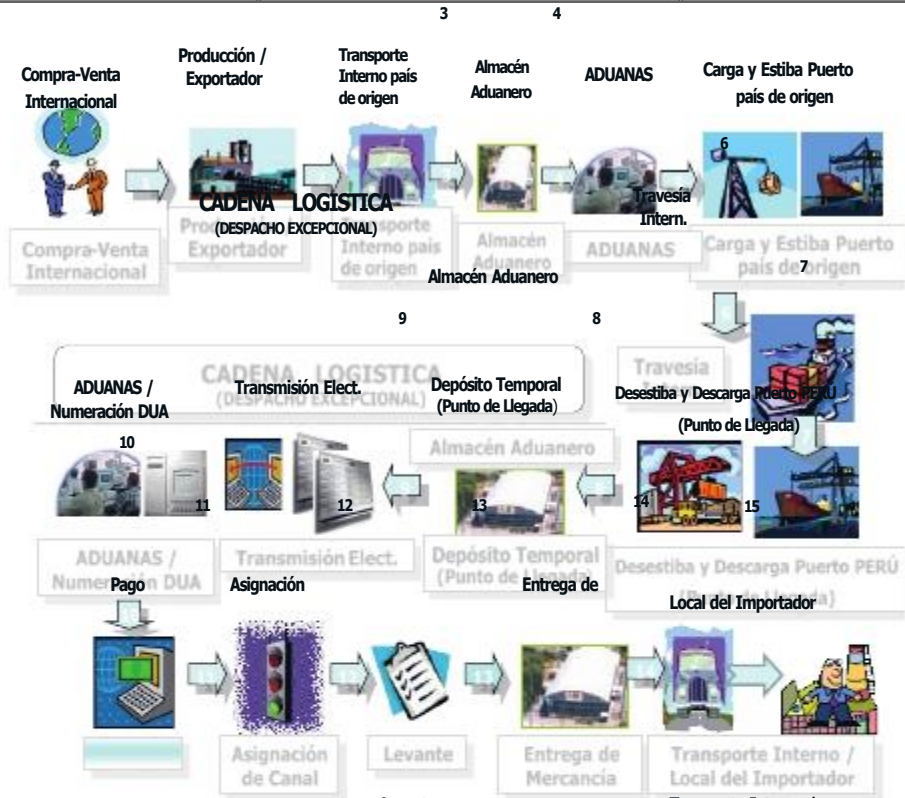 3 4
Compra-Venta
Internacional
Producción /
Exportador
Transporte
Interno país
de origen
Almacén
Aduanero
ADUANAS
Carga y Estiba Puerto
país de origen
6
CADENA LOGISTICA
(DESPACHO EXCEPCIONAL)
Travesía
Intern.
Compra-Venta
Internacional
Producción /
Exportador
Transporte
Interno país
de origen
Almacén
Aduanero
ADUANAS
Carga y Estiba Puerto
país de origen
7
Almacén Aduanero
9 8
CADENA LOGISTICA
(DESPACHO EXCEPCIONAL)
Travesía
ADUANAS /
Numeración DUA
Transmisión Elect.
Depósito Temporal
(Punto de Llegada)
Desestiba y Descarga Puerto PERÚ
(Punto de Llegada)
10
Almacén Aduanero
11 12 13 14 15
ADUANAS /
Numeración DUA
Transmisión Elect.
Depósito Temporal
(Punto de Llegada)
Desestiba y Descarga Puerto PERÚ
(Punto de Llegada)
Pago
Asignación
Entrega de
Local del Importador
Asignación
de Canal
Levante
Entrega de
Mercancía
Transporte Interno /
Local del Importador